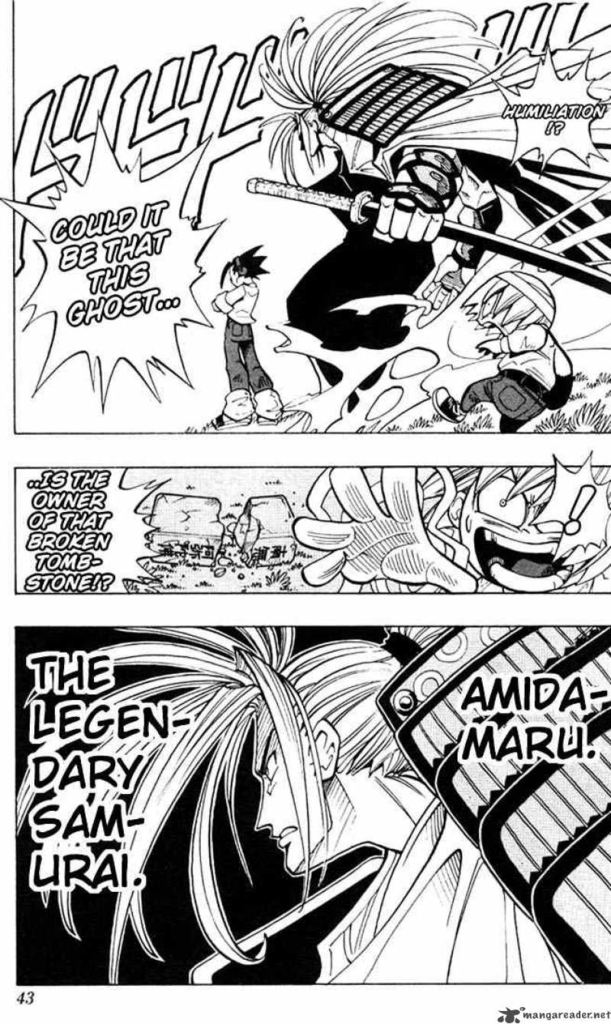 HUMILIATION
!?
COULD IT
BE THAT
THIS
GHOST...
..IS THE
OWNER
OF THAT
BROKEN
TOMB-
STONE!?
!
THE
LEGEN-
DARY
SAM-
URAI.
AMIDA-
MARU.
43
mangareader.net